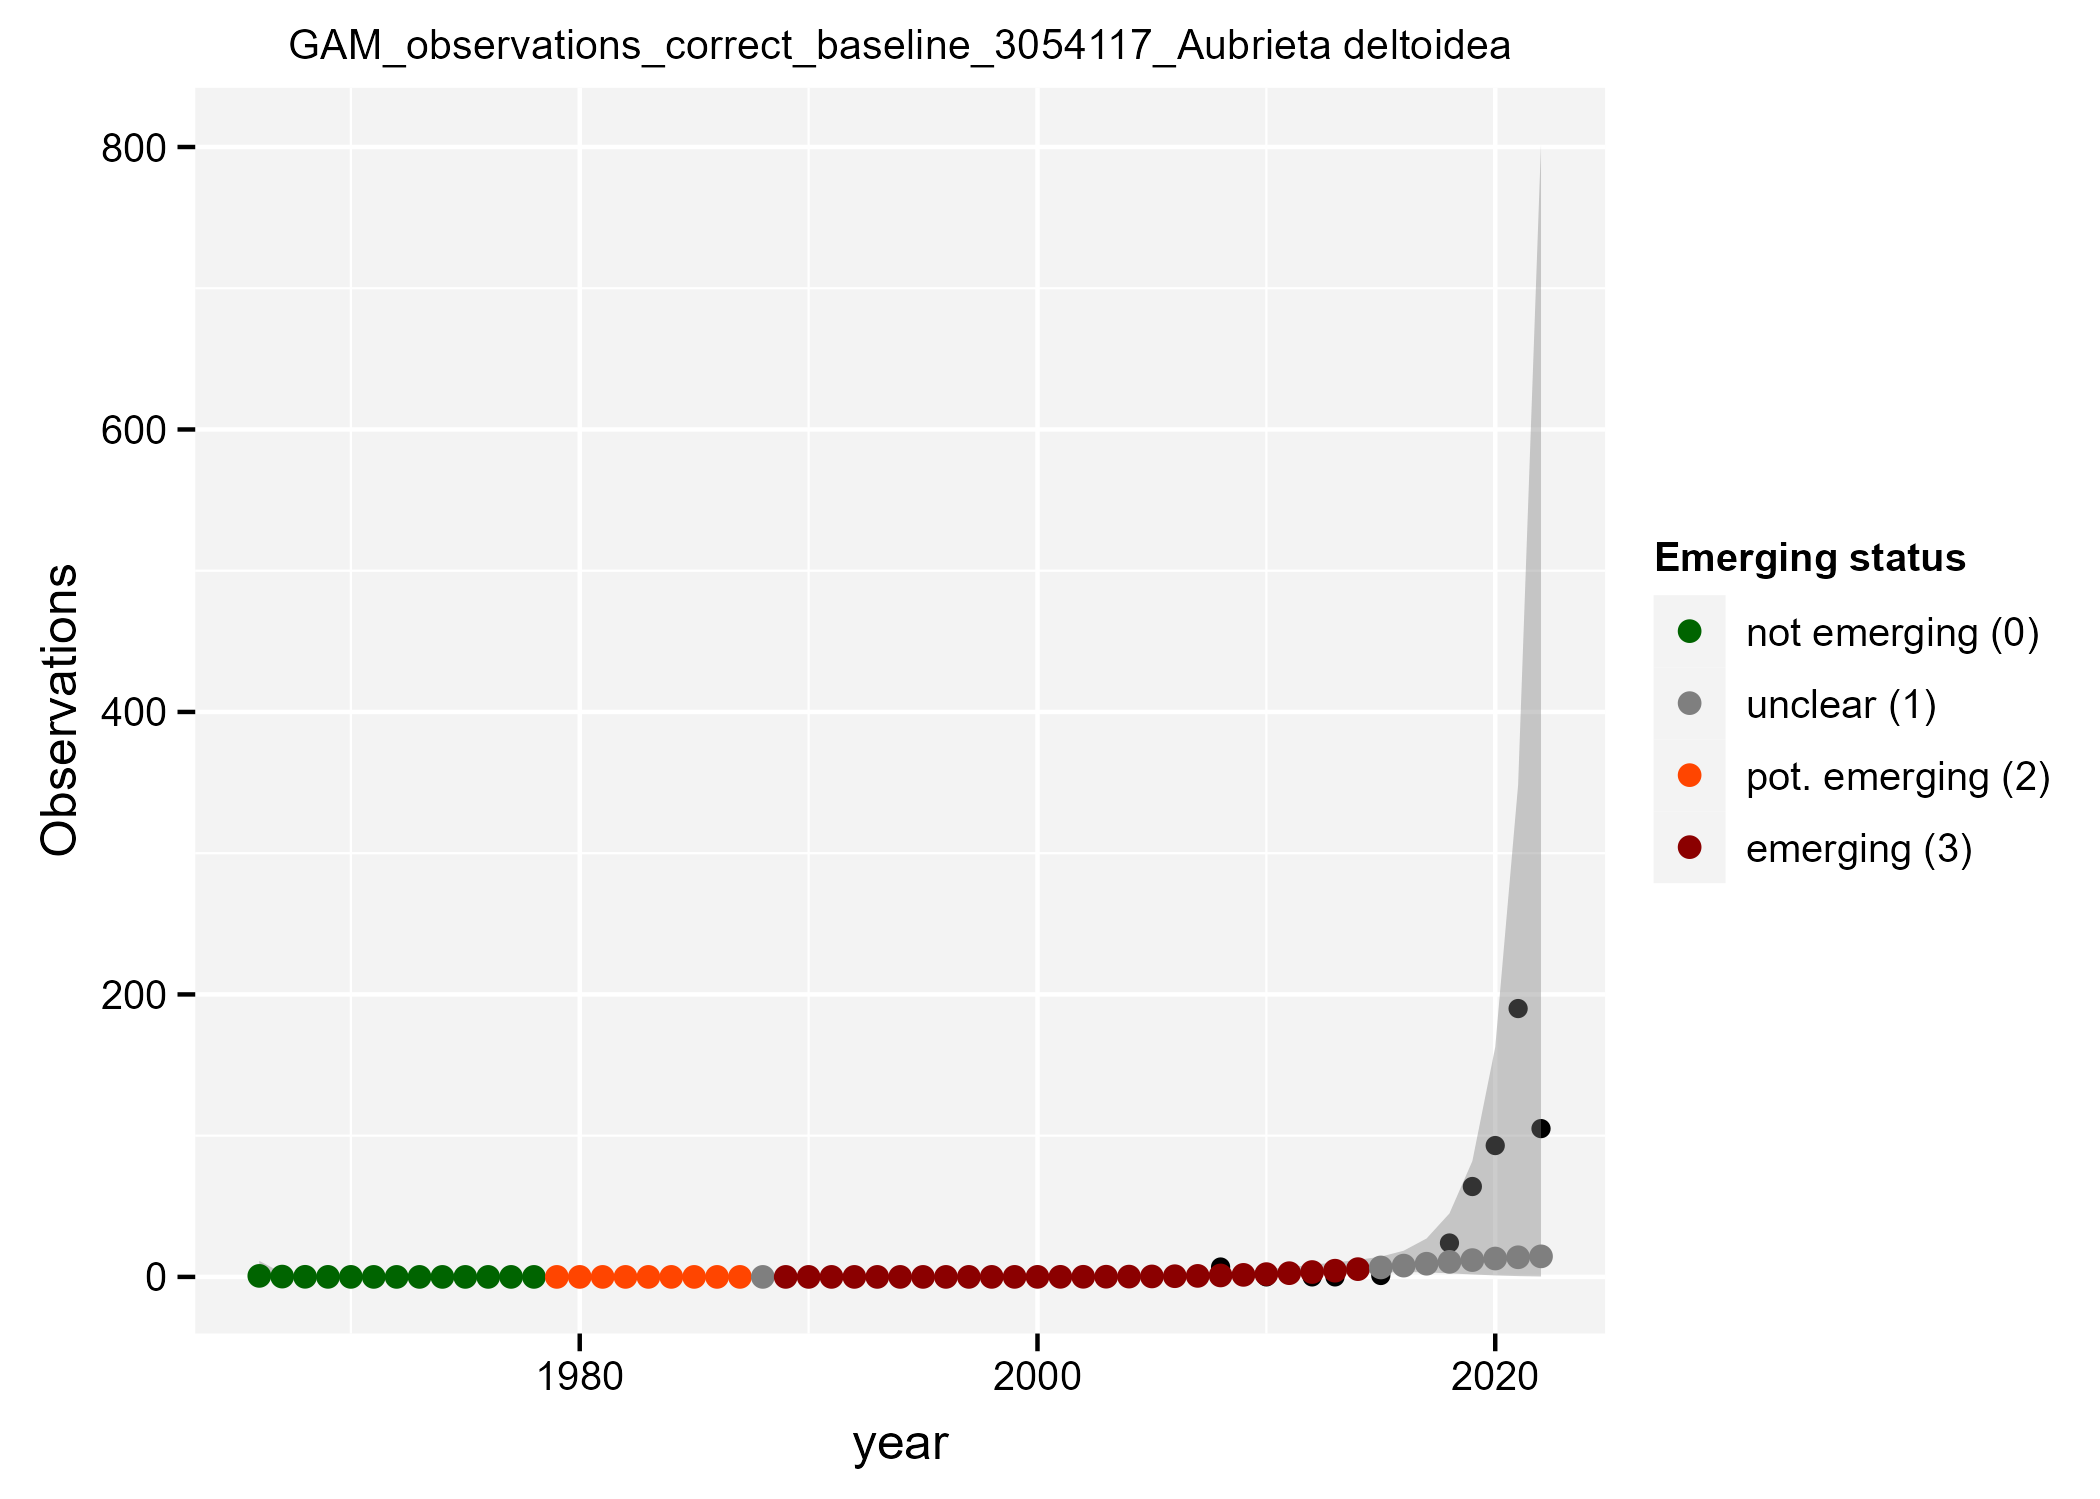 GAM_observations_correct_baseline_3054117_Aubrieta deltoidea
Observations
800
600
400
200
0
1980
2000
2020
year
Emerging status
not emerging (0)
unclear (1)
pot. emerging (2)
emerging (3)